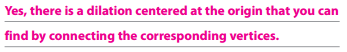 Yes, there is a dilation centered at the origin that you can
find by connecting the corresponding vertices.